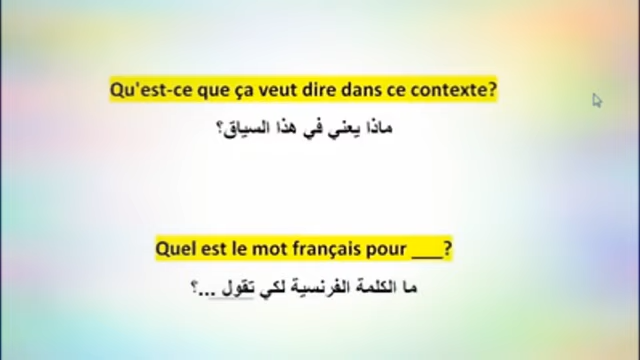 Qu'est-ce que ça veut dire dans ce contexte?
ماذا يعني في هذا السياق؟
Quel est le mot français pour ___?
ما الكلمة الفرنسية لكي تقول ...؟